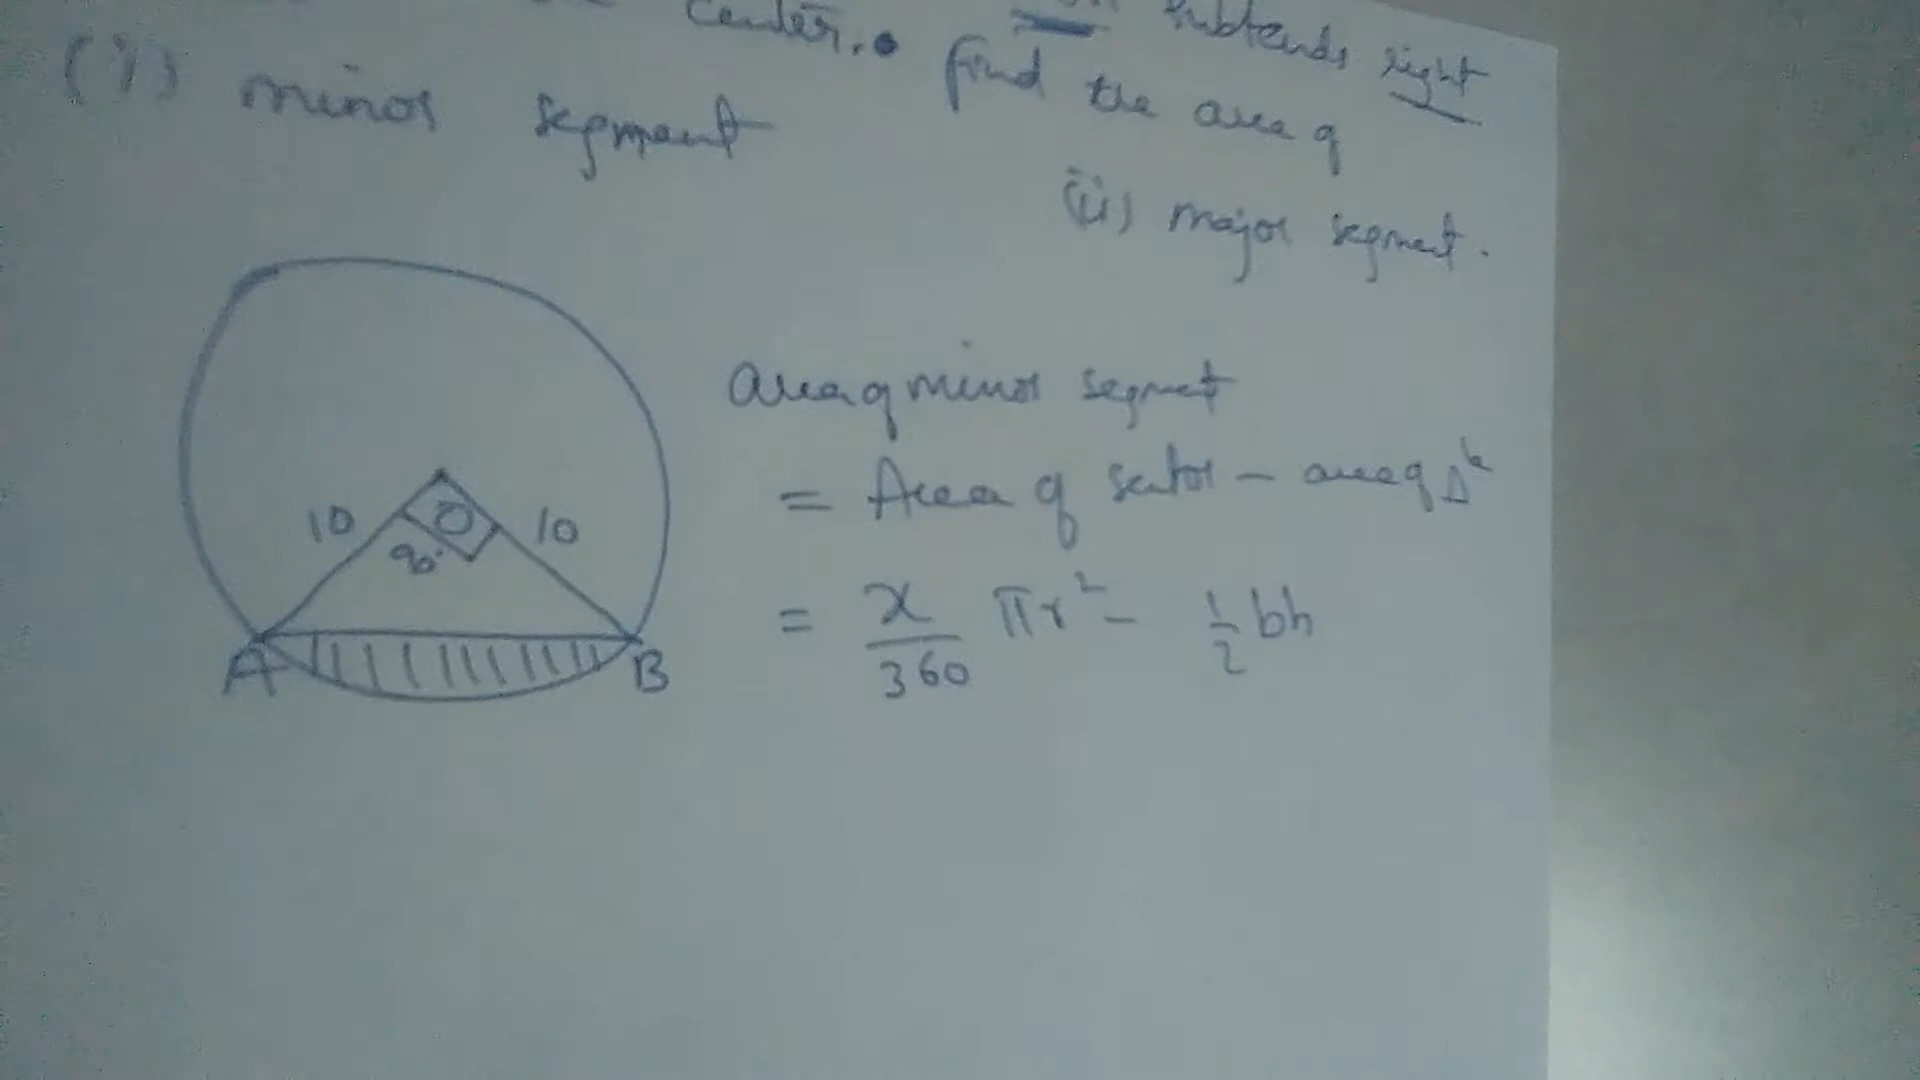 center. subtends right
find the area of
(i) minor segment
(ii) major segment.
area of minor segment
= Area of sector - area of Δle
= x/360 πr² - 1/2 bh
10 O 10
90°
A B